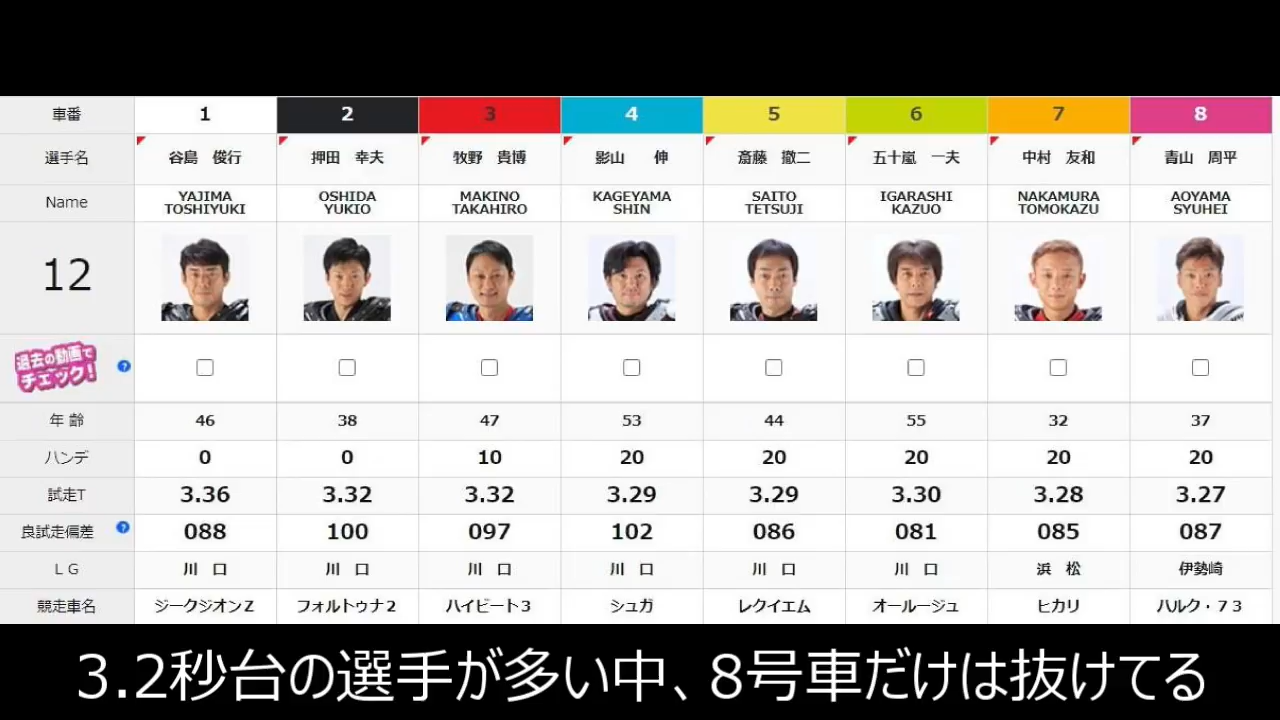 車番 1 2 3 4 5 6 7 8
選手名 谷島 俊行 押田 幸夫 牧野 貴博 影山 伸 斎藤 撤二 五十嵐 一夫 中村 友和 青山 周平
Name YAJIMA TOSHIYUKI OSHIDA YUKIO MAKINO TAKAHIRO KAGEYAMA SHIN SAITO TETSUJI IGARASHI KAZUO NAKAMURA TOMOKAZU AOYAMA SYUHEI
12
過去の動画で
チェック! ?
年 齢 46 38 47 53 44 55 32 37
ハンデ 0 0 10 20 20 20 20 20
試走T 3.36 3.32 3.32 3.29 3.29 3.30 3.28 3.27
良試走偏差 ? 088 100 097 102 086 081 085 087
ＬＧ 川 口 川 口 川 口 川 口 川 口 川 口 浜 松 伊勢崎
競走車名 ジークジオンＺ フォルトゥナ２ ハイビート３ シュガ レクイエム オールージュ ヒカリ ハルク・７３
3.2秒台の選手が多い中、8号車だけは抜けてる